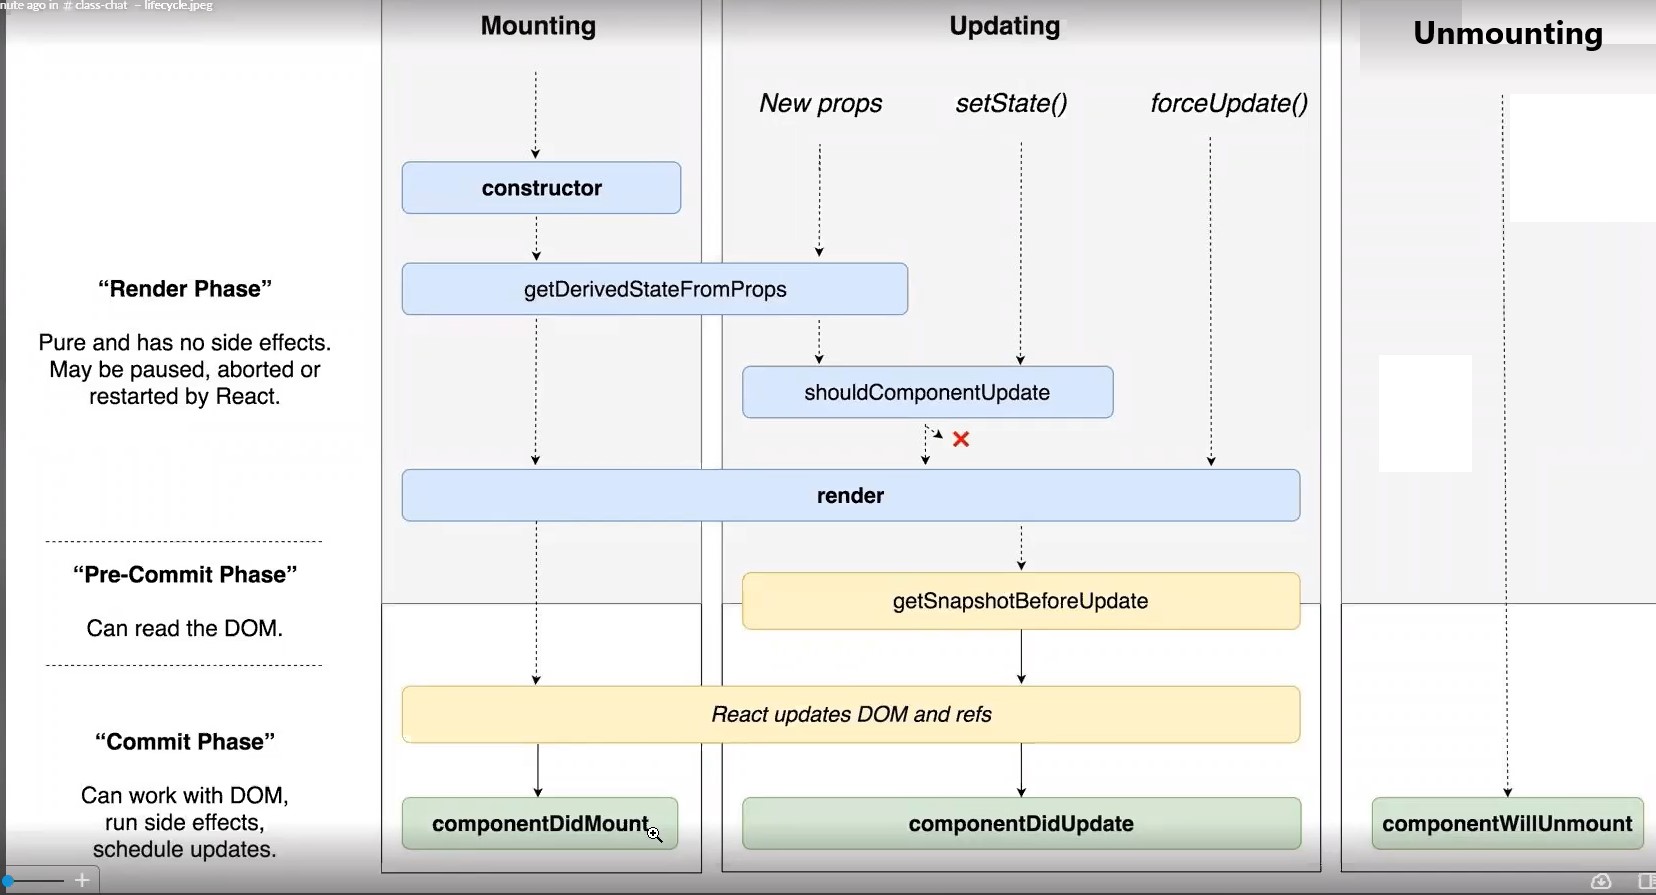 nute ago in # class-chat – lifecycle.jpeg
Mounting
Updating
Unmounting
New props
setState()
forceUpdate()
constructor
“Render Phase”
getDerivedStateFromProps
Pure and has no side effects.
May be paused, aborted or
restarted by React.
shouldComponentUpdate
render
“Pre-Commit Phase”
Can read the DOM.
getSnapshotBeforeUpdate
React updates DOM and refs
“Commit Phase”
Can work with DOM,
run side effects,
schedule updates.
componentDidMount
componentDidUpdate
componentWillUnmount